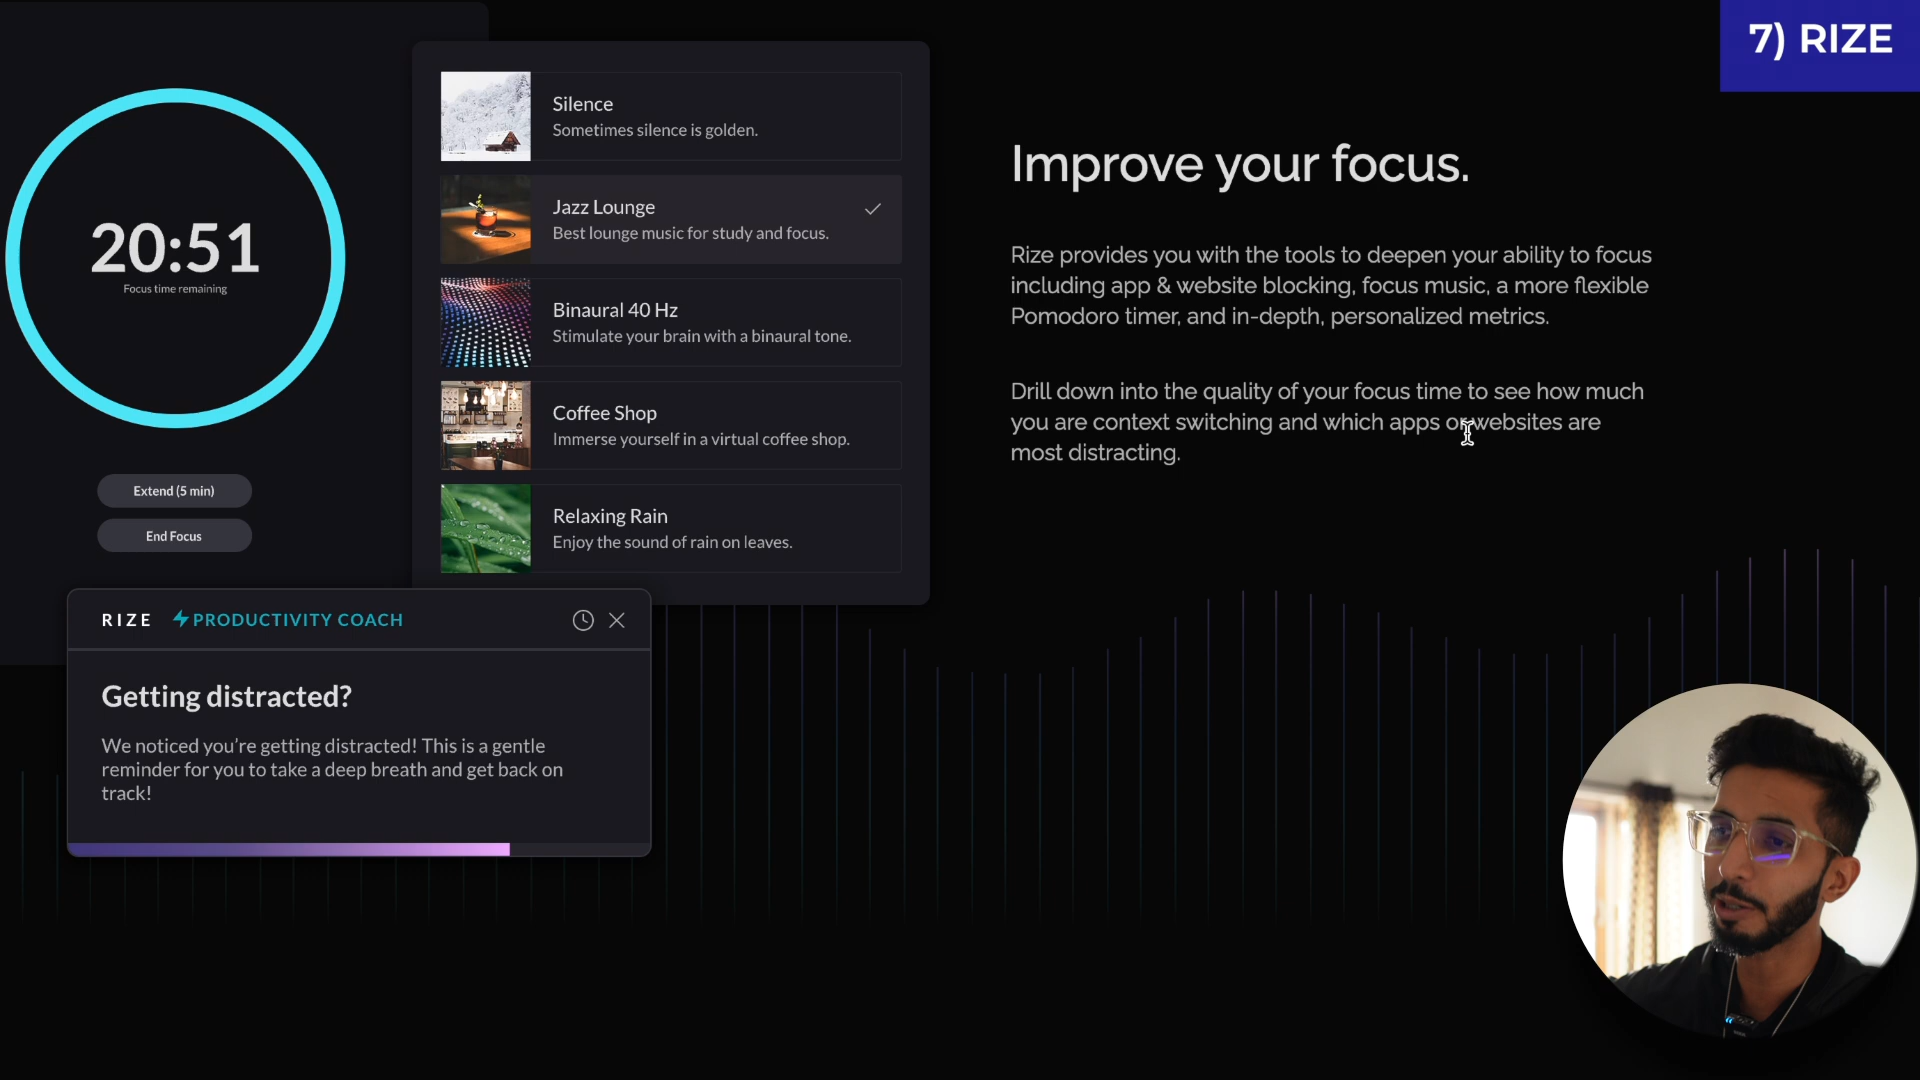 7) RIZE
20:51
Focus time remaining
Extend (5 min)
End Focus
Silence
Sometimes silence is golden.
Jazz Lounge
Best lounge music for study and focus.
Binaural 40 Hz
Stimulate your brain with a binaural tone.
Coffee Shop
Immerse yourself in a virtual coffee shop.
Relaxing Rain
Enjoy the sound of rain on leaves.
Improve your focus.
Rize provides you with the tools to deepen your ability to focus
including app & website blocking, focus music, a more flexible
Pomodoro timer, and in-depth, personalized metrics.
Drill down into the quality of your focus time to see how much
you are context switching and which apps or websites are
most distracting.
RIZE PRODUCTIVITY COACH
Getting distracted?
We noticed you’re getting distracted! This is a gentle
reminder for you to take a deep breath and get back on
track!